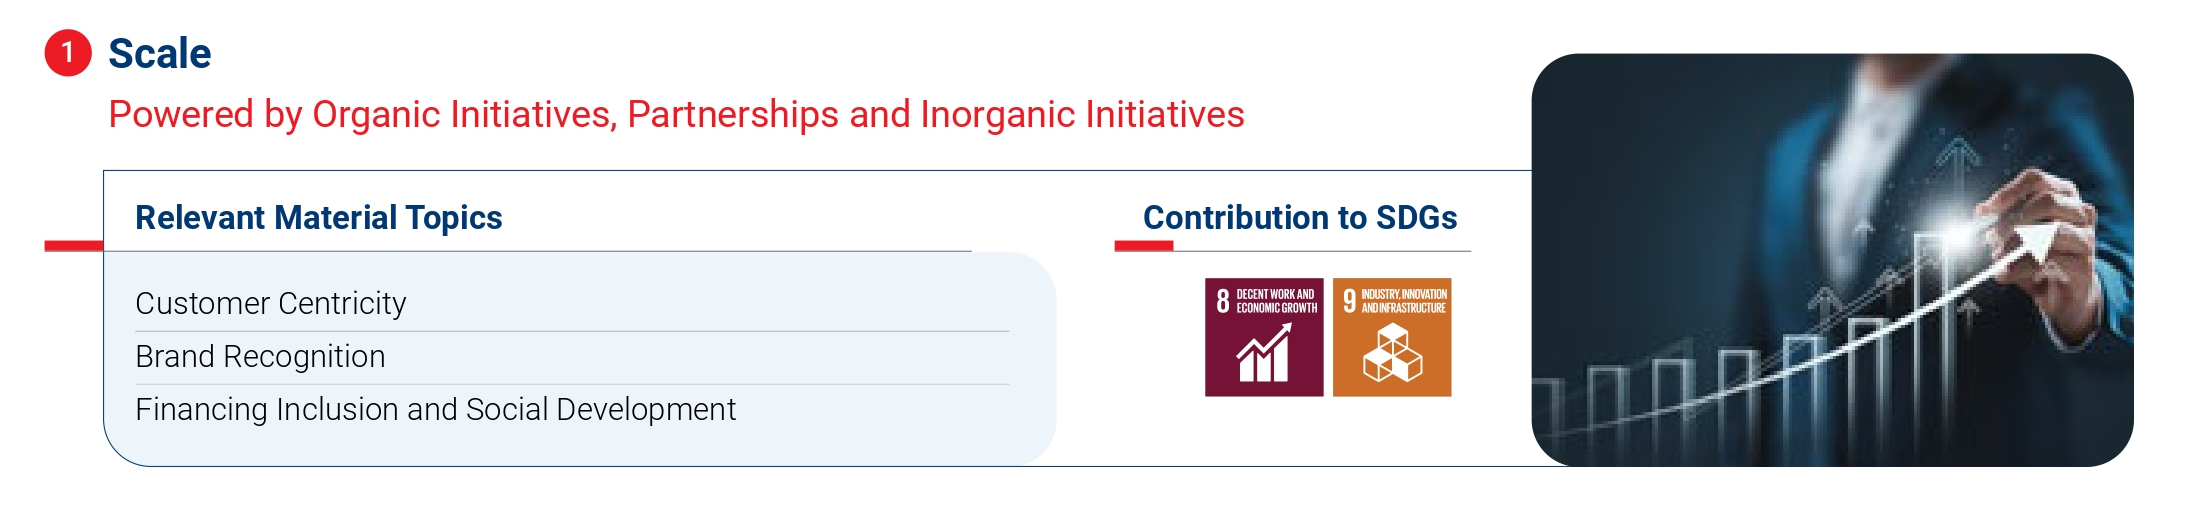 1 Scale
Powered by Organic Initiatives, Partnerships and Inorganic Initiatives
Relevant Material Topics
Customer Centricity
Brand Recognition
Financing Inclusion and Social Development
Contribution to SDGs
8 DECENT WORK AND
ECONOMIC GROWTH
9 INDUSTRY, INNOVATION
AND INFRASTRUCTURE